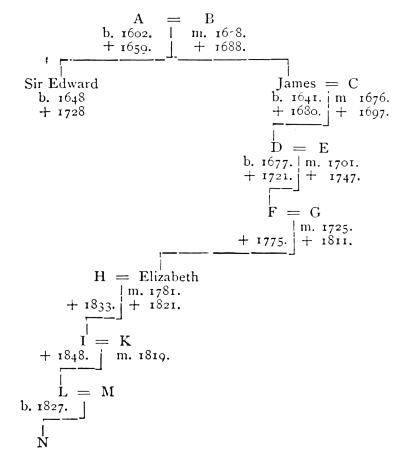 A = B
b. 1602. m. 16-8.
+ 1659. + 1688.
Sir Edward James = C
b. 1648 b. 1641. m 1676.
+ 1728 + 1680. + 1697.
D = E
b. 1677. m. 1701.
+ 1721. + 1747.
F = G
m. 1725.
+ 1775. + 1811.
H = Elizabeth
m. 1781.
+ 1833. + 1821.
I = K
+ 1848. m. 1819.
L = M
b. 1827.
N